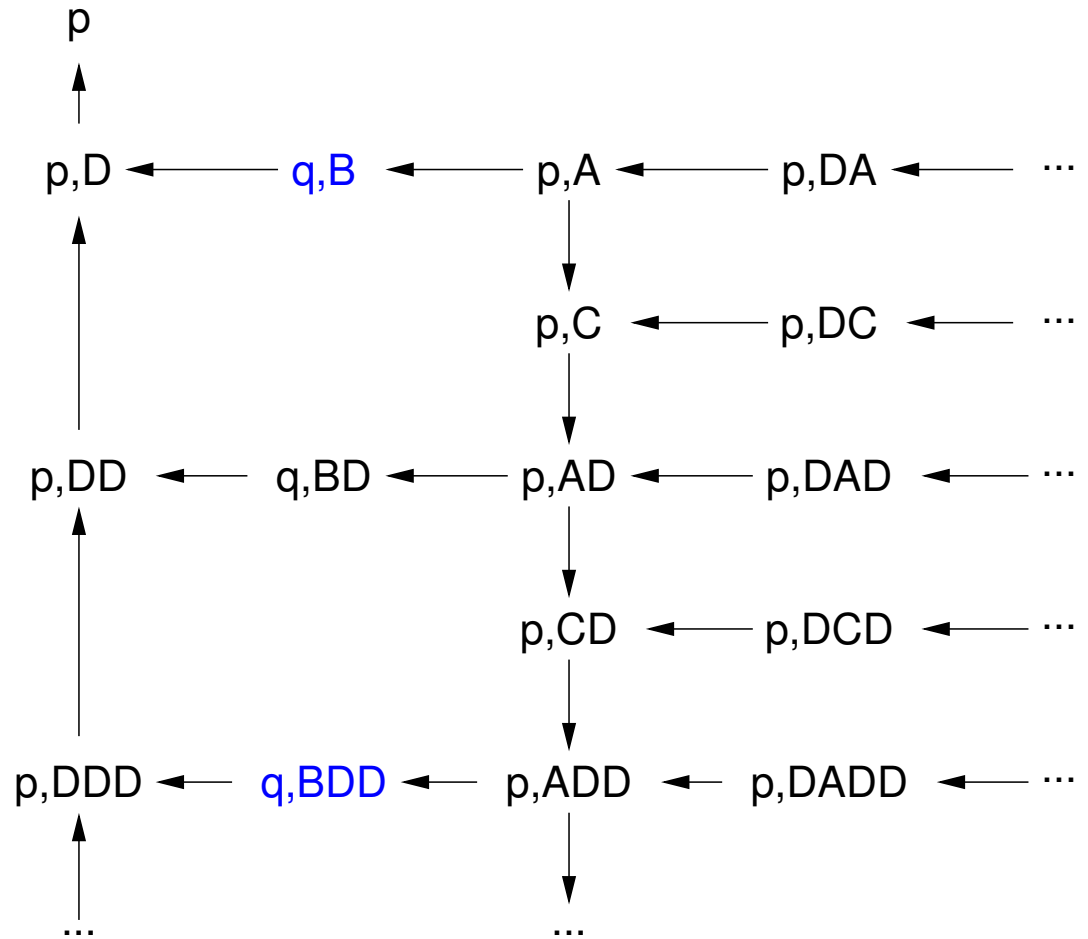 p
p,D q,B p,A p,DA ...
p,C p,DC ...
p,DD q,BD p,AD p,DAD ...
p,CD p,DCD ...
p,DDD q,BDD p,ADD p,DADD ...
... ...